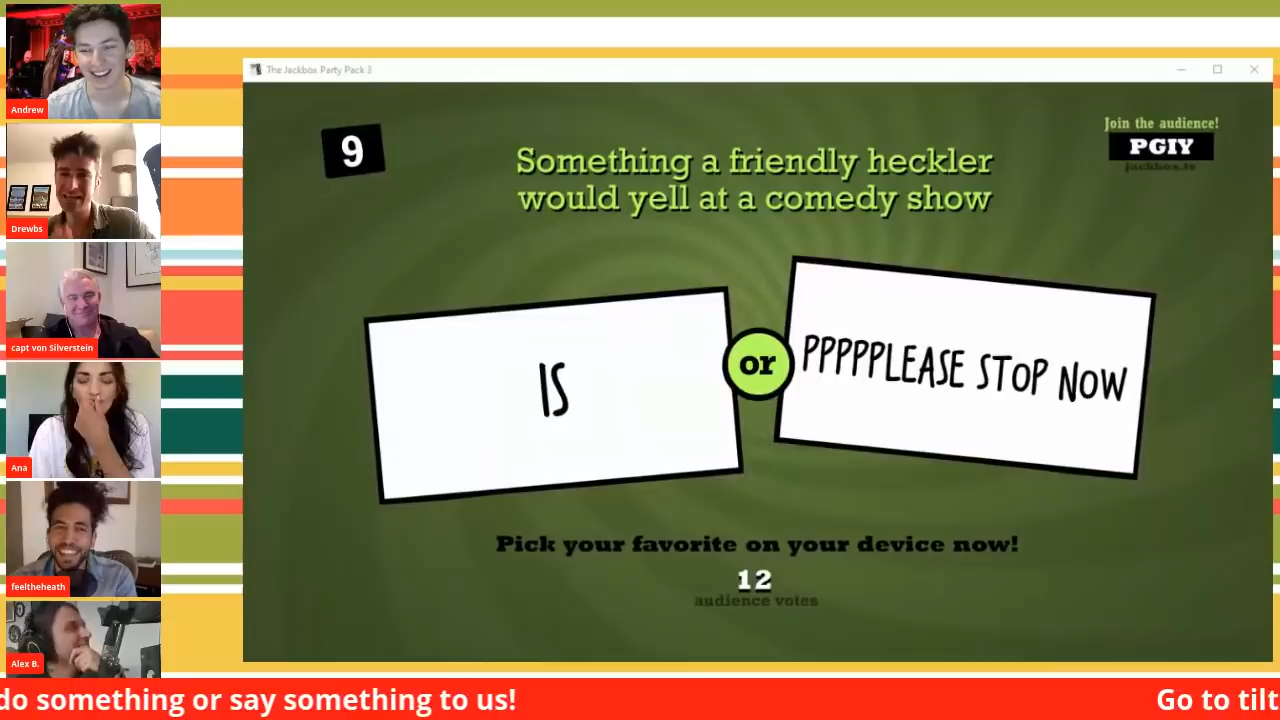 Andrew
Drewbs
capt von Silverstein
Ana
feeltheheath
Alex B.
The Jackbox Party Pack 3
9
Something a friendly heckler
would yell at a comedy show
Join the audience!
PGIY
jackbox.tv
IS
or
PPPPPLEASE STOP NOW
Pick your favorite on your device now!
12
audience votes
do something or say something to us!
Go to tilt